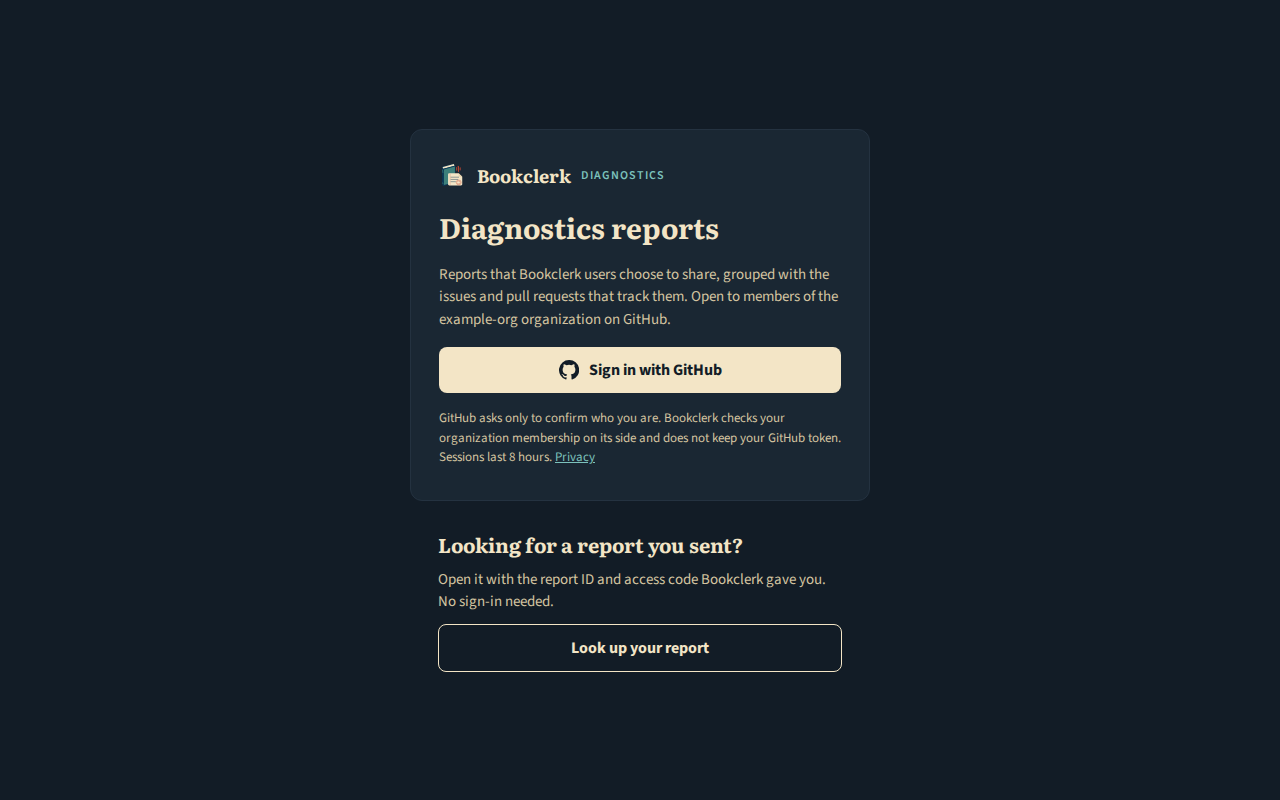 Bookclerk DIAGNOSTICS
Diagnostics reports
Reports that Bookclerk users choose to share, grouped with the
issues and pull requests that track them. Open to members of the
example-org organization on GitHub.
Sign in with GitHub
GitHub asks only to confirm who you are. Bookclerk checks your
organization membership on its side and does not keep your GitHub token.
Sessions last 8 hours. Privacy
Looking for a report you sent?
Open it with the report ID and access code Bookclerk gave you.
No sign-in needed.
Look up your report